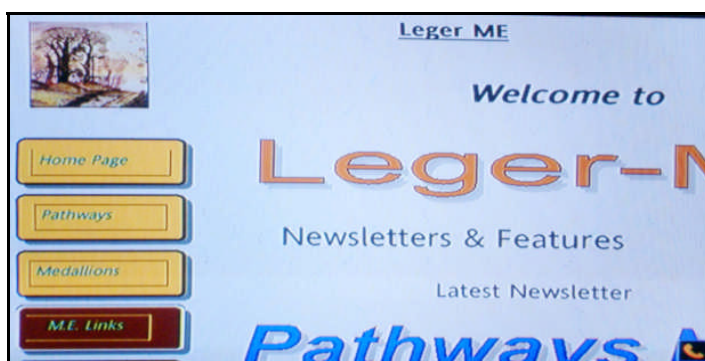 Leger ME
Welcome to
Home Page
Leger-
Pathways
Newsletters & Features
Medallions
Latest Newsletter
M.E. Links
Pathways